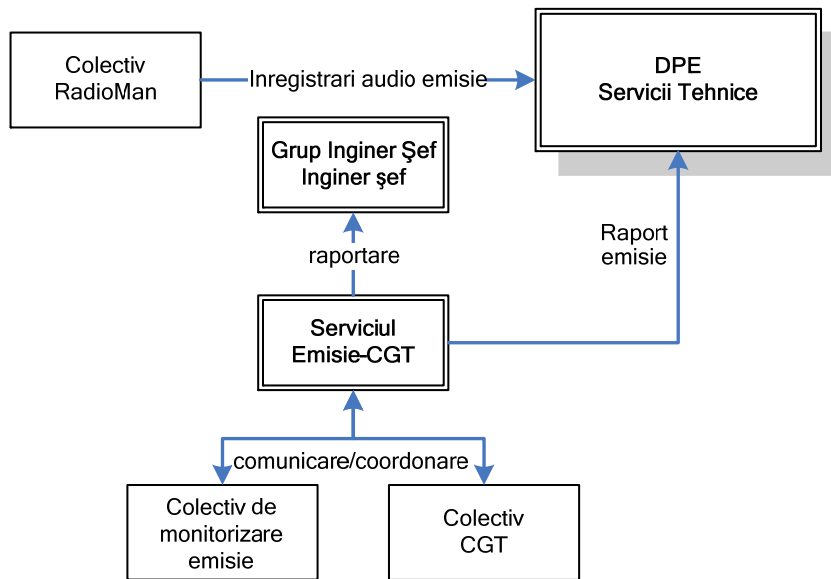 Colectiv
RadioMan
Inregistrari audio emisie
DPE
Servicii Tehnice
Grup Inginer Şef
Inginer şef
raportare
Raport
emisie
Serviciul
Emisie-CGT
comunicare/coordonare
Colectiv de
monitorizare
emisie
Colectiv
CGT